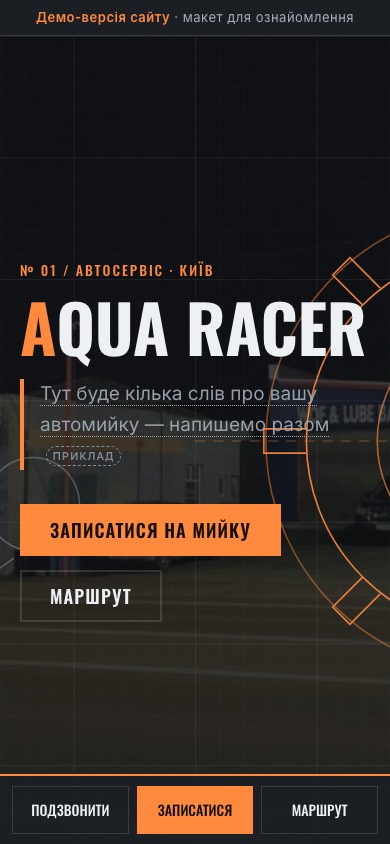 Демо-версія сайту · макет для ознайомлення
№ 01 / АВТОСЕРВІС · КИЇВ
AQUA RACER
Тут буде кілька слів про вашу
автомийку — напишемо разом
ПРИКЛАД
& LUBE
ЗАПИСАТИСЯ НА МИЙКУ
МАРШРУТ
ПОДЗВОНИТИ
ЗАПИСАТИСЯ
МАРШРУТ